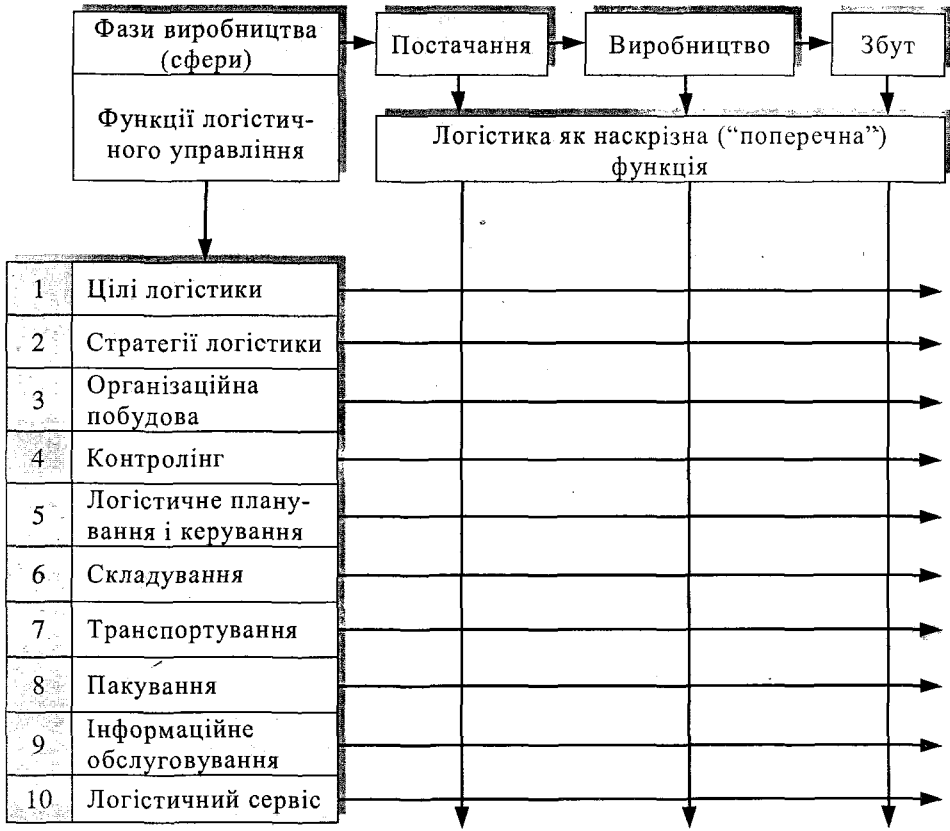 Фази виробництва
(сфери)
Постачання
Виробництво
Збут
Функції логістич-
ного управління
Логістика як наскрізна (“поперечна”)
функція
1 Цілі логістики
2 Стратегії логістики
3 Організаційна
побудова
4 Контролінг
5 Логістичне плану-
вання і керування
6 Складування
7 Транспортування
8 Пакування
9 Інформаційне
обслуговування
10 Логістичний сервіс